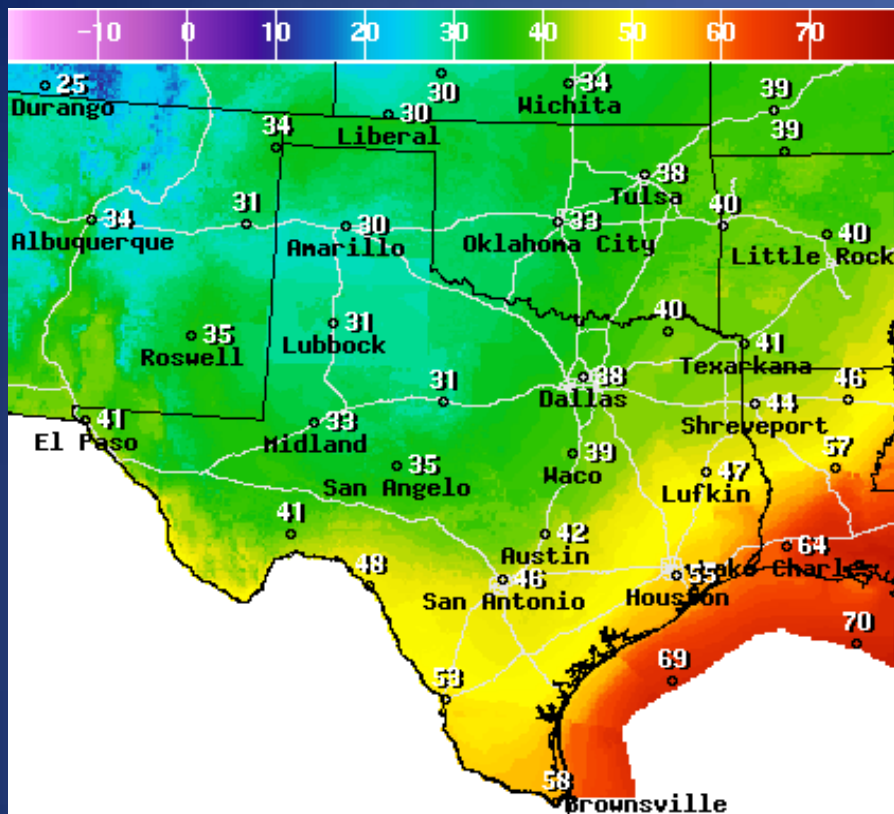 -10 0 10 20 30 40 50 60 70
25
Durango
30
34
Wichita
39
30
Liberal
34
39
38
Tulsa
34
Albuquerque
31
30
Amarillo
33
Oklahoma City
40
40
Little Rock
35
Roswell
31
Lubbock
40
41
Texarkana
38
Dallas
31
46
44
Shreveport
41
El Paso
33
Midland
57
35
San Angelo
39
Waco
47
Lufkin
41
42
Austin
64
Lake Charles
48
46
San Antonio
55
Houston
70
69
53
58
Brownsville